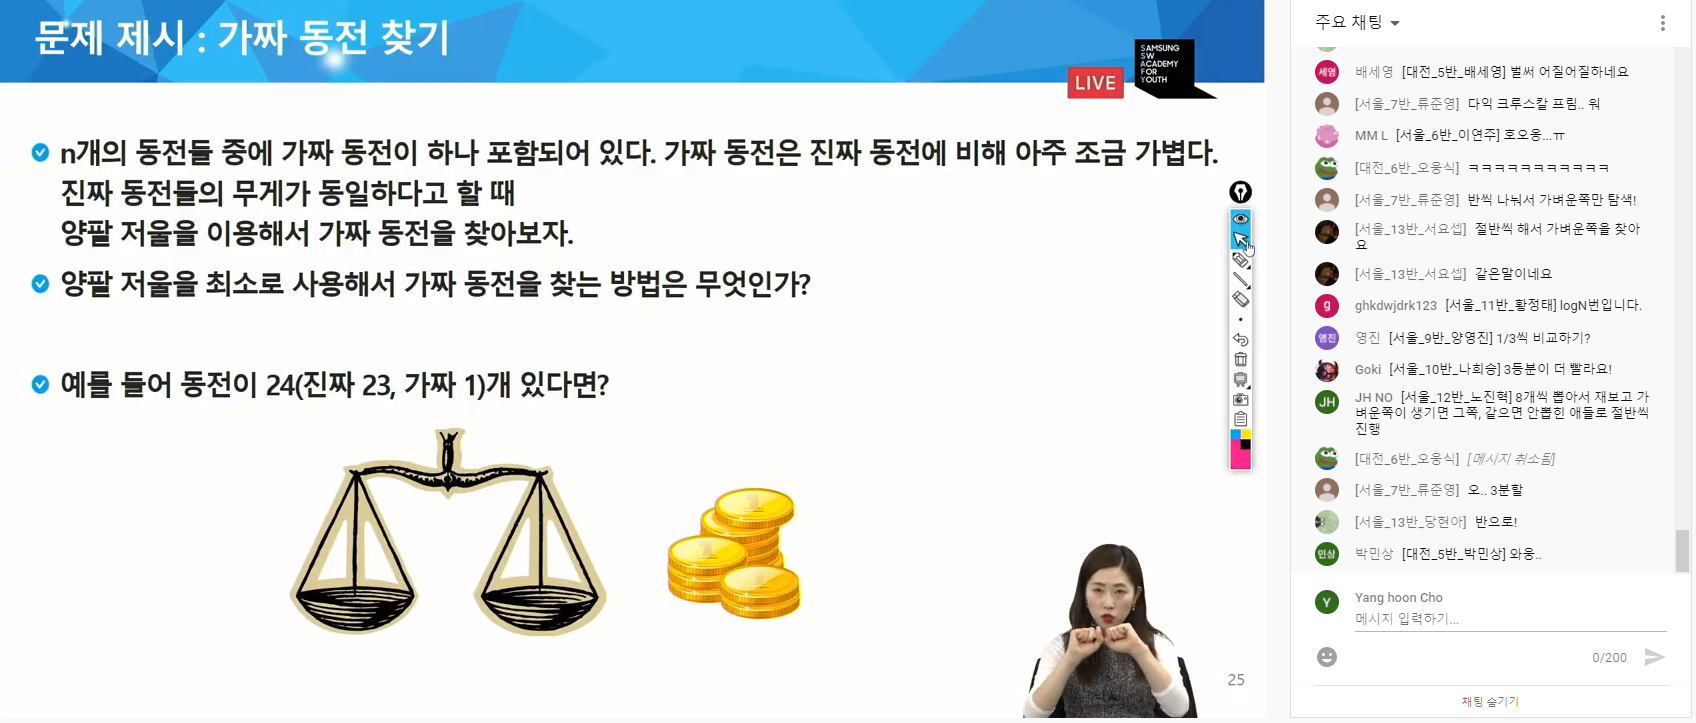 문제 제시 : 가짜 동전 찾기
LIVE
SAMSUNG
SW
ACADEMY
FOR
YOUTH
n개의 동전들 중에 가짜 동전이 하나 포함되어 있다. 가짜 동전은 진짜 동전에 비해 아주 조금 가볍다.
진짜 동전들의 무게가 동일하다고 할 때
양팔 저울을 이용해서 가짜 동전을 찾아보자.
양팔 저울을 최소로 사용해서 가짜 동전을 찾는 방법은 무엇인가?
예를 들어 동전이 24(진짜 23, 가짜 1)개 있다면?
25
주요 채팅
세영 배세영 [대전_5반_배세영] 벌써 어질어질하네요
[서울_7반_류준영] 다익 크루스칼 프림.. 워
MM L [서울_6반_이연주] 호오옹...ㅠ
[대전_6반_오웅식] ㅋㅋㅋㅋㅋㅋㅋㅋㅋㅋㅋ
[서울_7반_류준영] 반씩 나눠서 가벼운쪽만 탐색!
[서울_13반_서요셉] 절반씩 해서 가벼운쪽을 찾아
요
[서울_13반_서요셉] 같은말이네요
g ghkdwjdrk123 [서울_11반_황정태] logN번입니다.
영진 영진 [서울_9반_양영진] 1/3씩 비교하기?
Goki [서울_10반_나희승] 3등분이 더 빨라요!
JH JH NO [서울_12반_노진혁] 8개씩 뽑아서 재보고 가
벼운쪽이 생기면 그쪽, 같으면 안뽑힌 애들로 절반씩
진행
[대전_6반_오웅식] [메시지 취소됨]
[서울_7반_류준영] 오.. 3분할
[서울_13반_당현아] 반으로!
민상 박민상 [대전_5반_박민상] 와웅..
Y Yang hoon Cho
메시지 입력하기...
0/200
채팅 숨기기